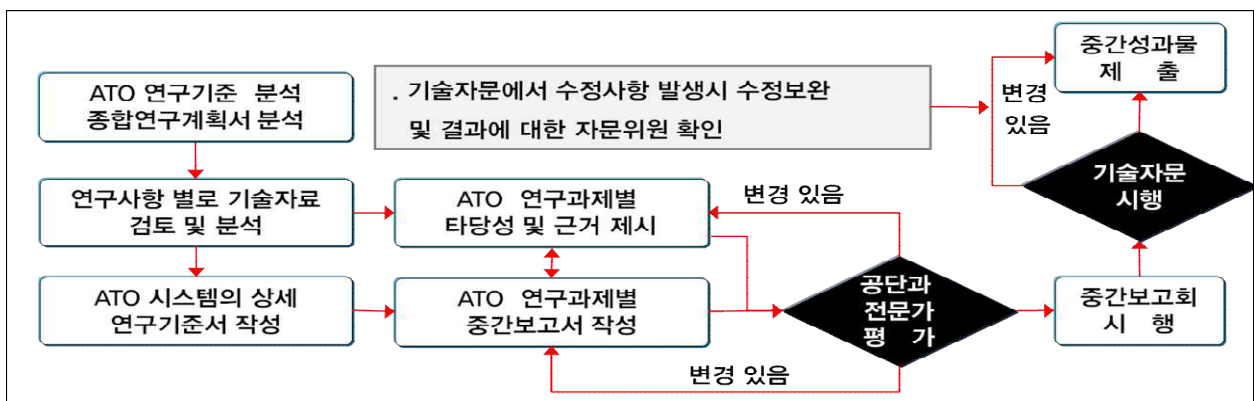 ATO 연구기준 분석
종합연구계획서 분석
. 기술자문에서 수정사항 발생시 수정보완
및 결과에 대한 자문위원 확인
변경
있음
중간성과물
제 출
기술자문
시행
연구사항 별로 기술자료
검토 및 분석
ATO 연구과제별
타당성 및 근거 제시
변경 있음
ATO 시스템의 상세
연구기준서 작성
ATO 연구과제별
중간보고서 작성
공단과
전문가
평 가
중간보고회
시 행
변경 있음